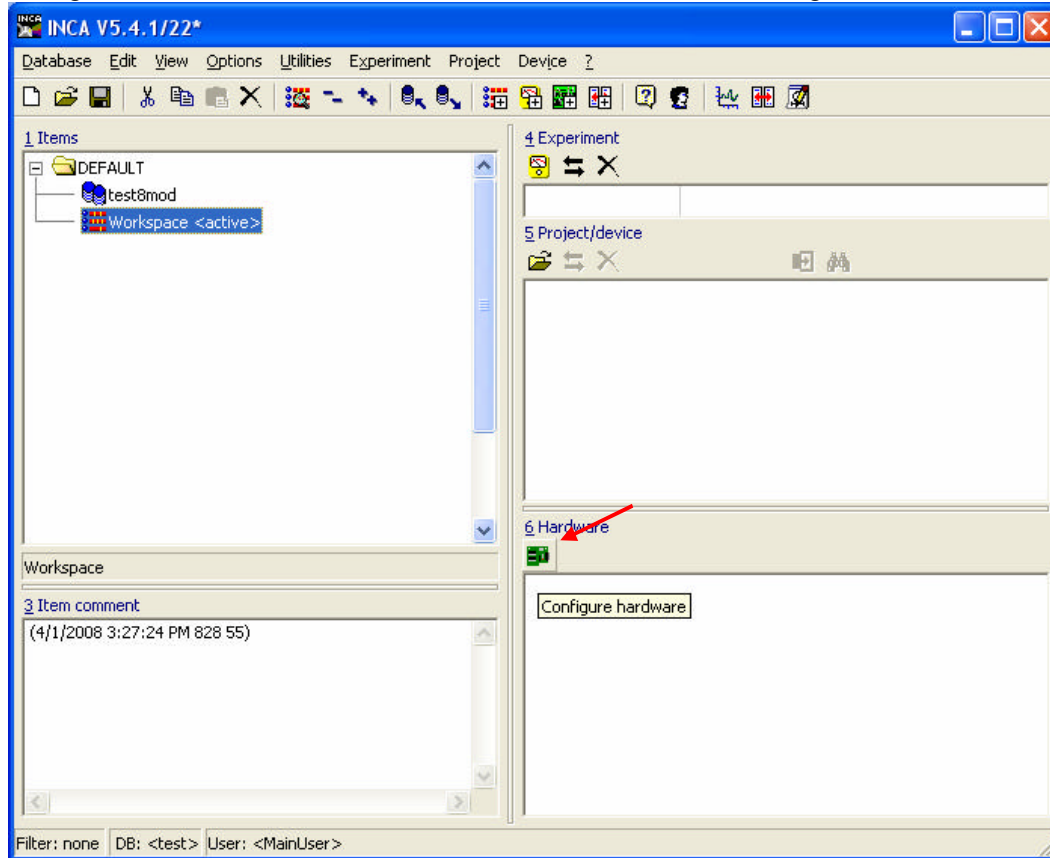 INCA V5.4.1/22*
Database Edit View Options Utilities Experiment Project Device ?
1 Items
DEFAULT
test8mod
Workspace <active>
Workspace
3 Item comment
(4/1/2008 3:27:24 PM 828 55)
4 Experiment
5 Project/device
6 Hardware
Configure hardware
Filter: none DB: <test> User: <MainUser>